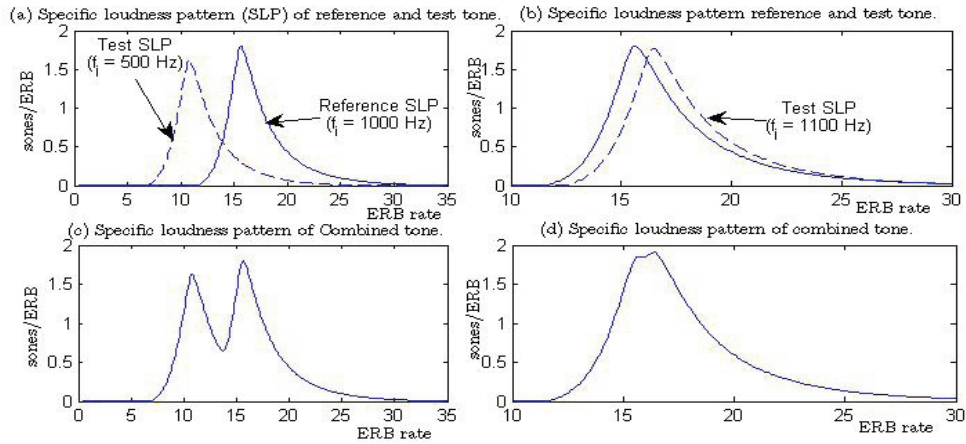 (a) Specific loudness pattern (SLP) of reference and test tone.
2
1.5
1
0.5
0
sones/ERB
Test SLP
(fi = 500 Hz)
Reference SLP
(fi = 1000 Hz)
0 5 10 15 20 25 30 35
ERB rate
(b) Specific loudness pattern reference and test tone.
2
1.5
1
0.5
0
sones/ERB
Test SLP
(fi = 1100 Hz)
10 15 20 25 30
ERB rate
(c) Specific loudness pattern of Combined tone.
2
1.5
1
0.5
0
sones/ERB
0 5 10 15 20 25 30 35
ERB rate
(d) Specific loudness pattern of combined tone.
2
1.5
1
0.5
0
sones/ERB
10 15 20 25 30
ERB rate